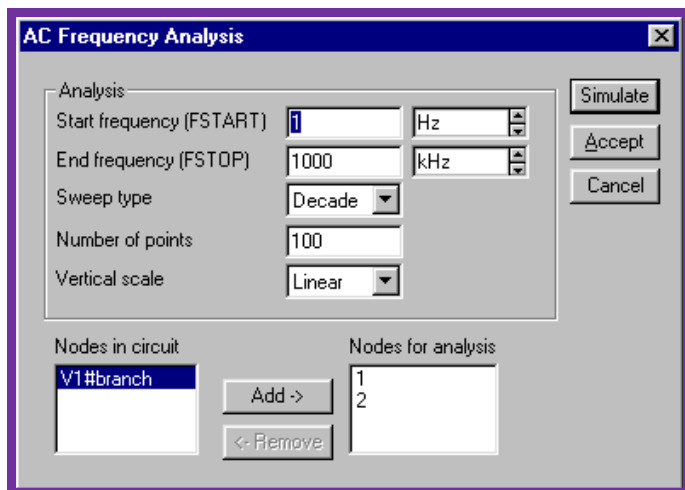 AC Frequency Analysis
Analysis
Start frequency (FSTART) 1 Hz
End frequency (FSTOP) 1000 kHz
Sweep type Decade
Number of points 100
Vertical scale Linear
Simulate
Accept
Cancel
Nodes in circuit
V1#branch
Add ->
<- Remove
Nodes for analysis
1
2